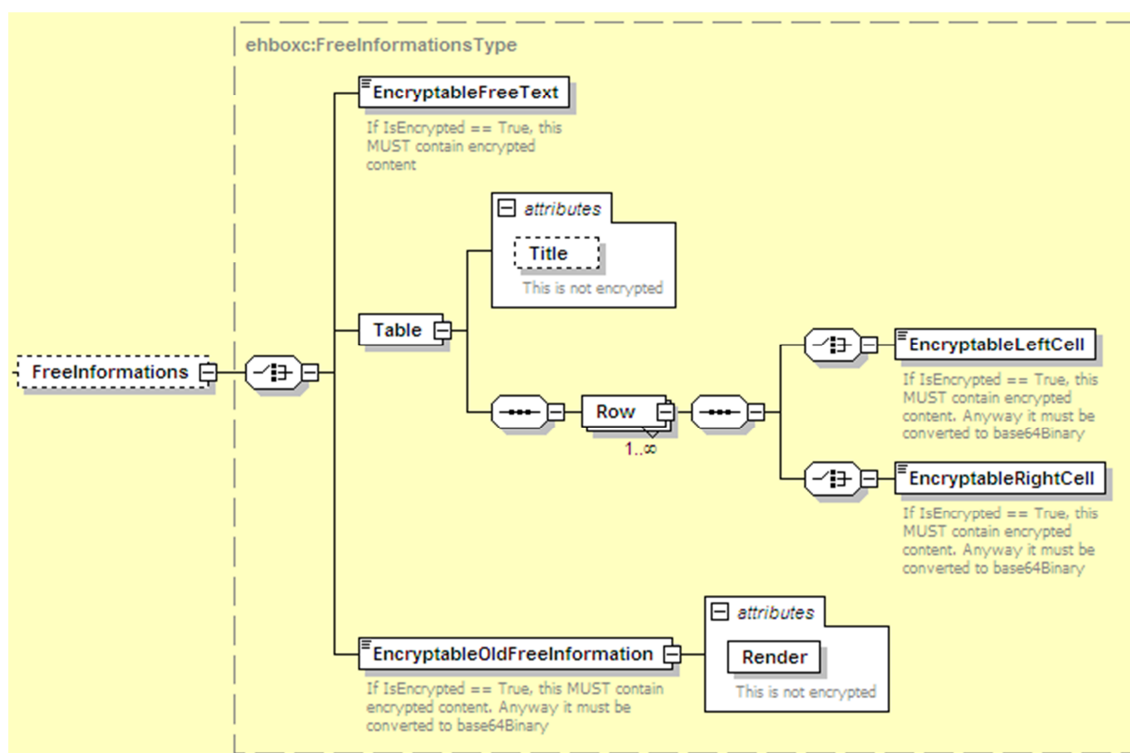 ehboxc:FreeInformationsType
EncryptableFreeText
If IsEncrypted == True, this
MUST contain encrypted
content
attributes
Title
This is not encrypted
Table
FreeInformations
EncryptableLeftCell
If IsEncrypted == True, this
MUST contain encrypted
content. Anyway it must be
converted to base64Binary
Row
1..∞
EncryptableRightCell
If IsEncrypted == True, this
MUST contain encrypted
content. Anyway it must be
converted to base64Binary
attributes
EncryptableOldFreeInformation
Render
If IsEncrypted == True, this MUST contain
encrypted content. Anyway it must be
converted to base64Binary
This is not encrypted